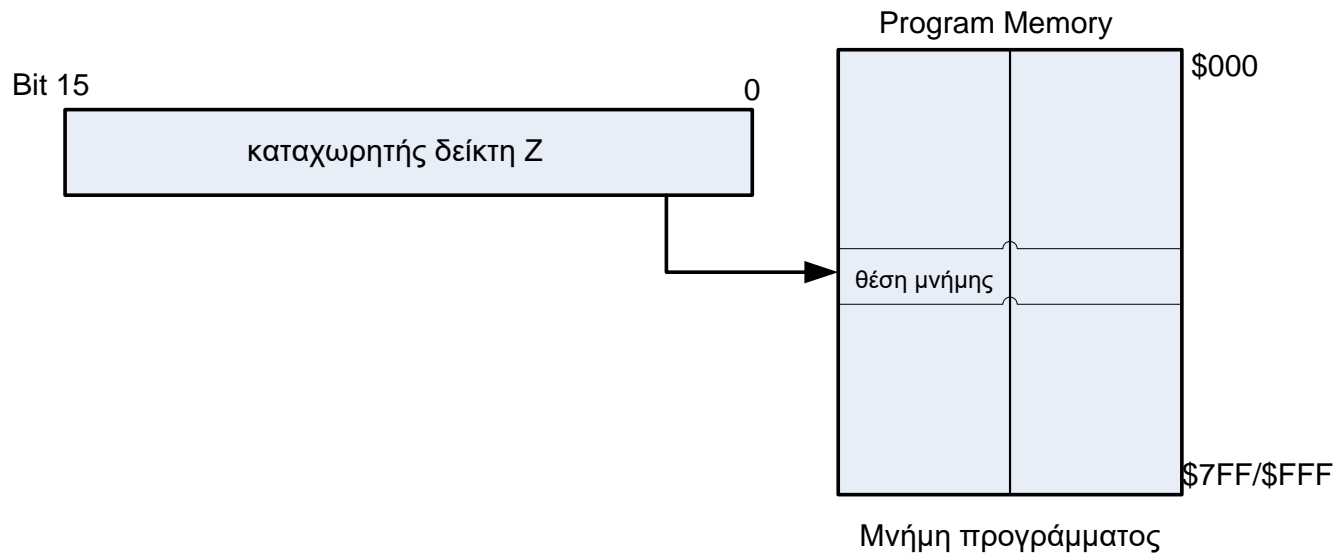 Program Memory
$000
Bit 15
0
καταχωρητής δείκτη Z
θέση μνήμης
$7FF/$FFF
Μνήμη προγράμματος